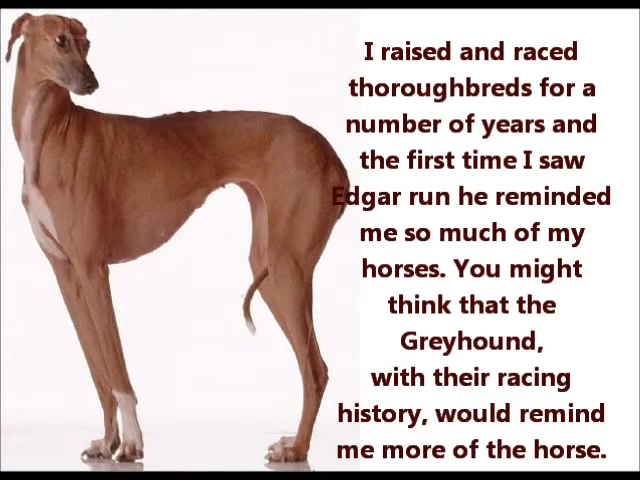 I raised and raced
thoroughbreds for a
number of years and
the first time I saw
Edgar run he reminded
me so much of my
horses. You might
think that the
Greyhound,
with their racing
history, would remind
me more of the horse.